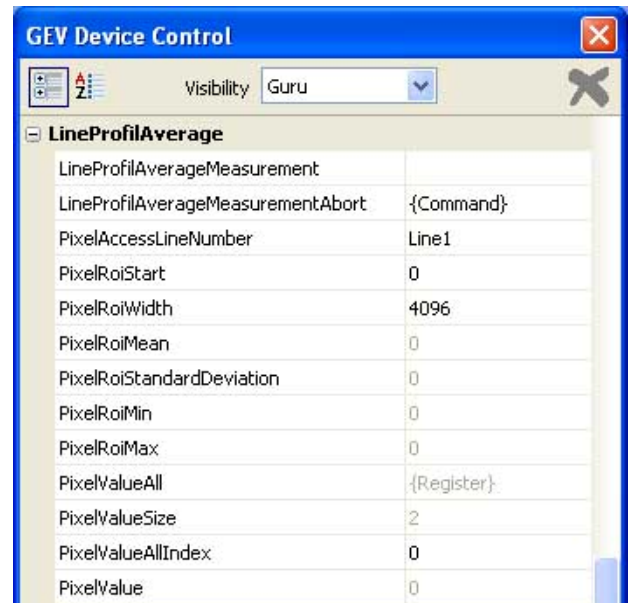 GEV Device Control
A Z Visibility Guru
LineProfilAverage
LineProfilAverageMeasurement
LineProfilAverageMeasurementAbort {Command}
PixelAccessLineNumber Line1
PixelRoiStart 0
PixelRoiWidth 4096
PixelRoiMean 0
PixelRoiStandardDeviation 0
PixelRoiMin 0
PixelRoiMax 0
PixelValueAll {Register}
PixelValueSize 2
PixelValueAllIndex 0
PixelValue 0